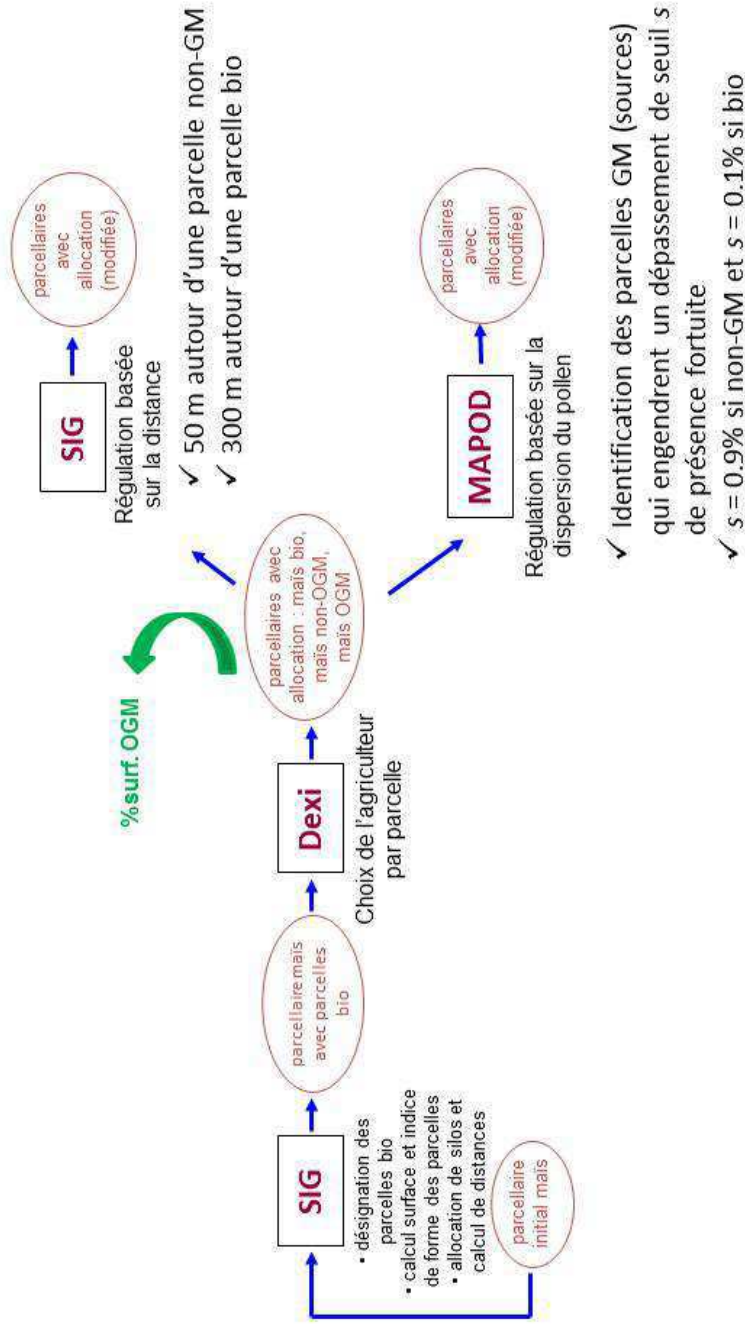 SIG
• désignation des
parcelles bio
• calcul surface et indice
de forme des parcelles
• allocation de silos et
calcul de distances
parcellaire
initial maïs
parcellaire maïs
avec parcelles
bio
Dexi
Choix de l'agriculteur
par parcelle
%surf. OGM
parcellaires avec
allocation : maïs bio,
maïs non-OGM,
maïs OGM
SIG
Régulation basée
sur la distance
parcellaires
avec
allocation
(modifiée)
✓ 50 m autour d'une parcelle non-GM
✓ 300 m autour d'une parcelle bio
MAPOD
Régulation basée sur la
dispersion du pollen
parcellaires
avec
allocation
(modifiée)
✓ Identification des parcelles GM (sources)
qui engendrent un dépassement de seuil s
de présence fortuite
✓ s = 0.9% si non-GM et s = 0.1% si bio